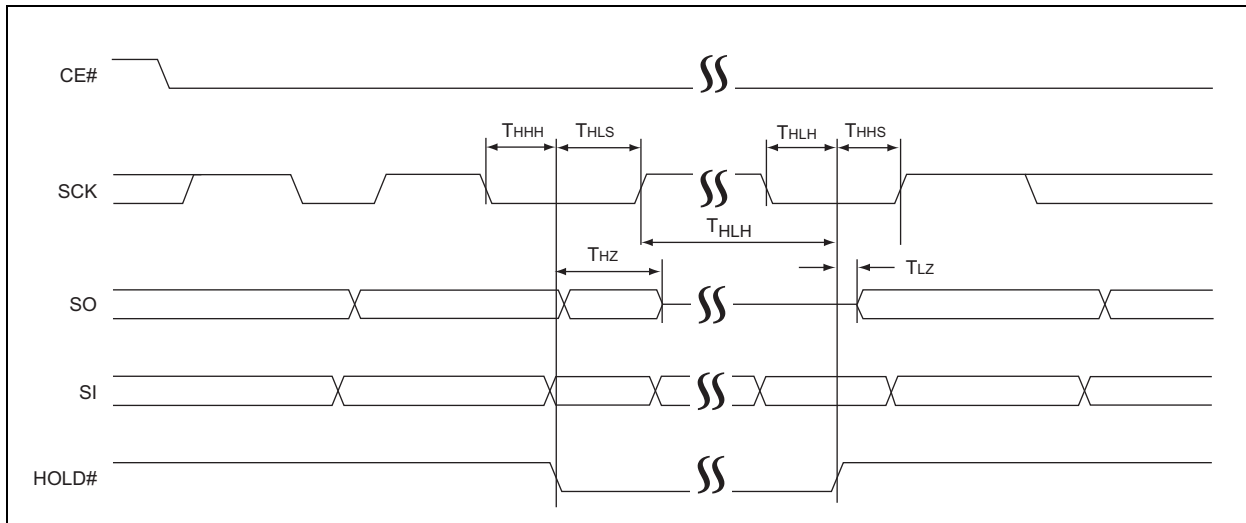 CE#
THHH THLS THLH THHS
SCK
THLH
THZ TLZ
SO
SI
HOLD#